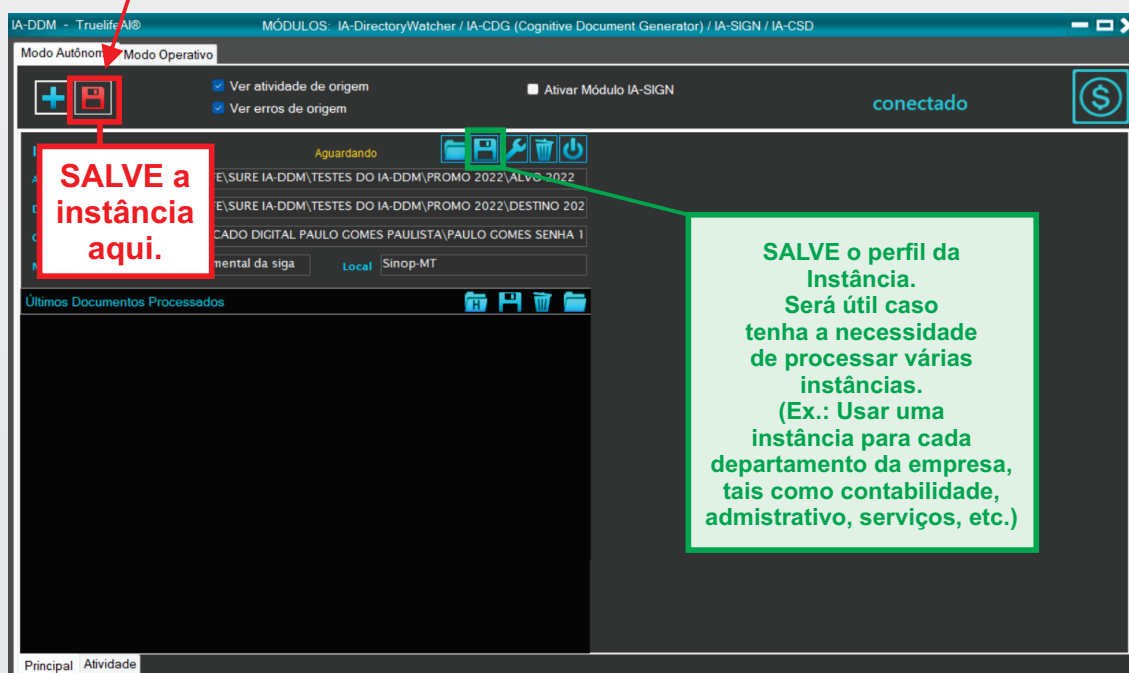 IA-DDM - TruelifeAI® MÓDULOS: IA-DirectoryWatcher / IA-CDG (Cognitive Document Generator) / IA-SIGN / IA-CSD
Modo Autônomo Modo Operativo
Ver atividade de origem
Ativar Módulo IA-SIGN
Ver erros de origem
conectado
Aguardando
\SURE IA-DDM\TESTES DO IA-DDM\PROMO 2022\ALVO 2022
\SURE IA-DDM\TESTES DO IA-DDM\PROMO 2022\DESTINO 202
CADO DIGITAL PAULO GOMES PAULISTA\PAULO GOMES SENHA 1
mental da siga Local Sinop-MT
SALVE a
instância
aqui.
Últimos Documentos Processados
H
SALVE o perfil da
Instância.
Será útil caso
tenha a necessidade
de processar várias
instâncias.
(Ex.: Usar uma
instância para cada
departamento da empresa,
tais como contabilidade,
admistrativo, serviços, etc.)
Principal Atividade